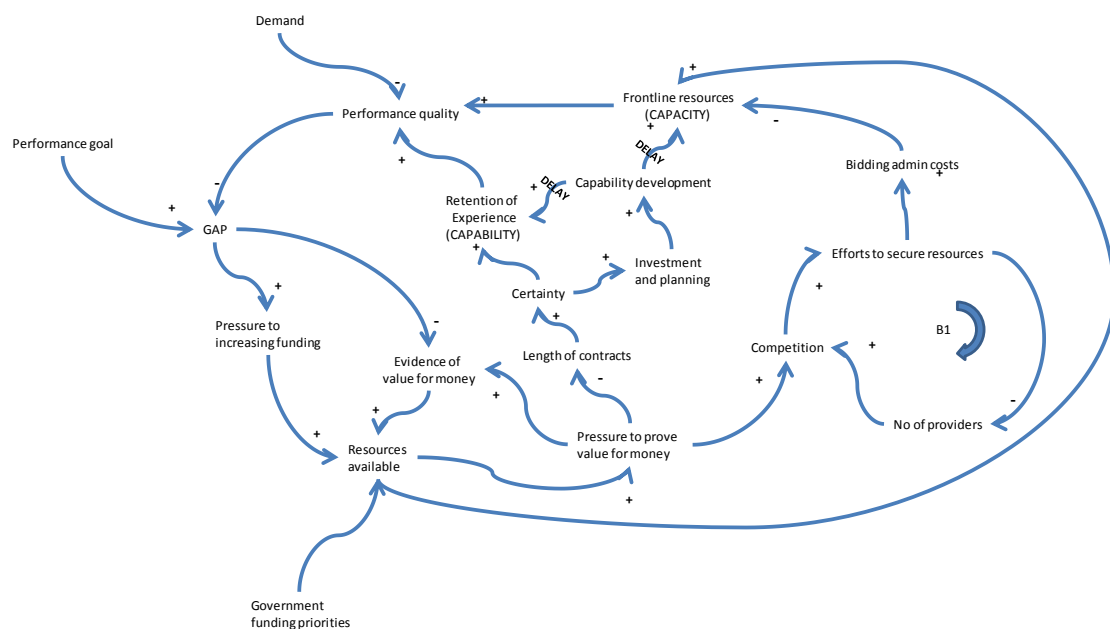 Demand
-
+
Frontline resources
(CAPACITY)
+
Performance quality
+
-
Performance goal
+
DELAY
Bidding admin costs
+
+
DELAY
Capability development
-
+
Retention of
Experience
(CAPABILITY)
+
+
+
GAP
Efforts to secure resources
+
Investment
and planning
+
Certainty
+
+
-
Pressure to
increasing funding
B1
Evidence of
value for money
Length of contracts
Competition
+
-
+
+
-
+
+
No of providers
Pressure to prove
value for money
Resources
available
+
Government
funding priorities